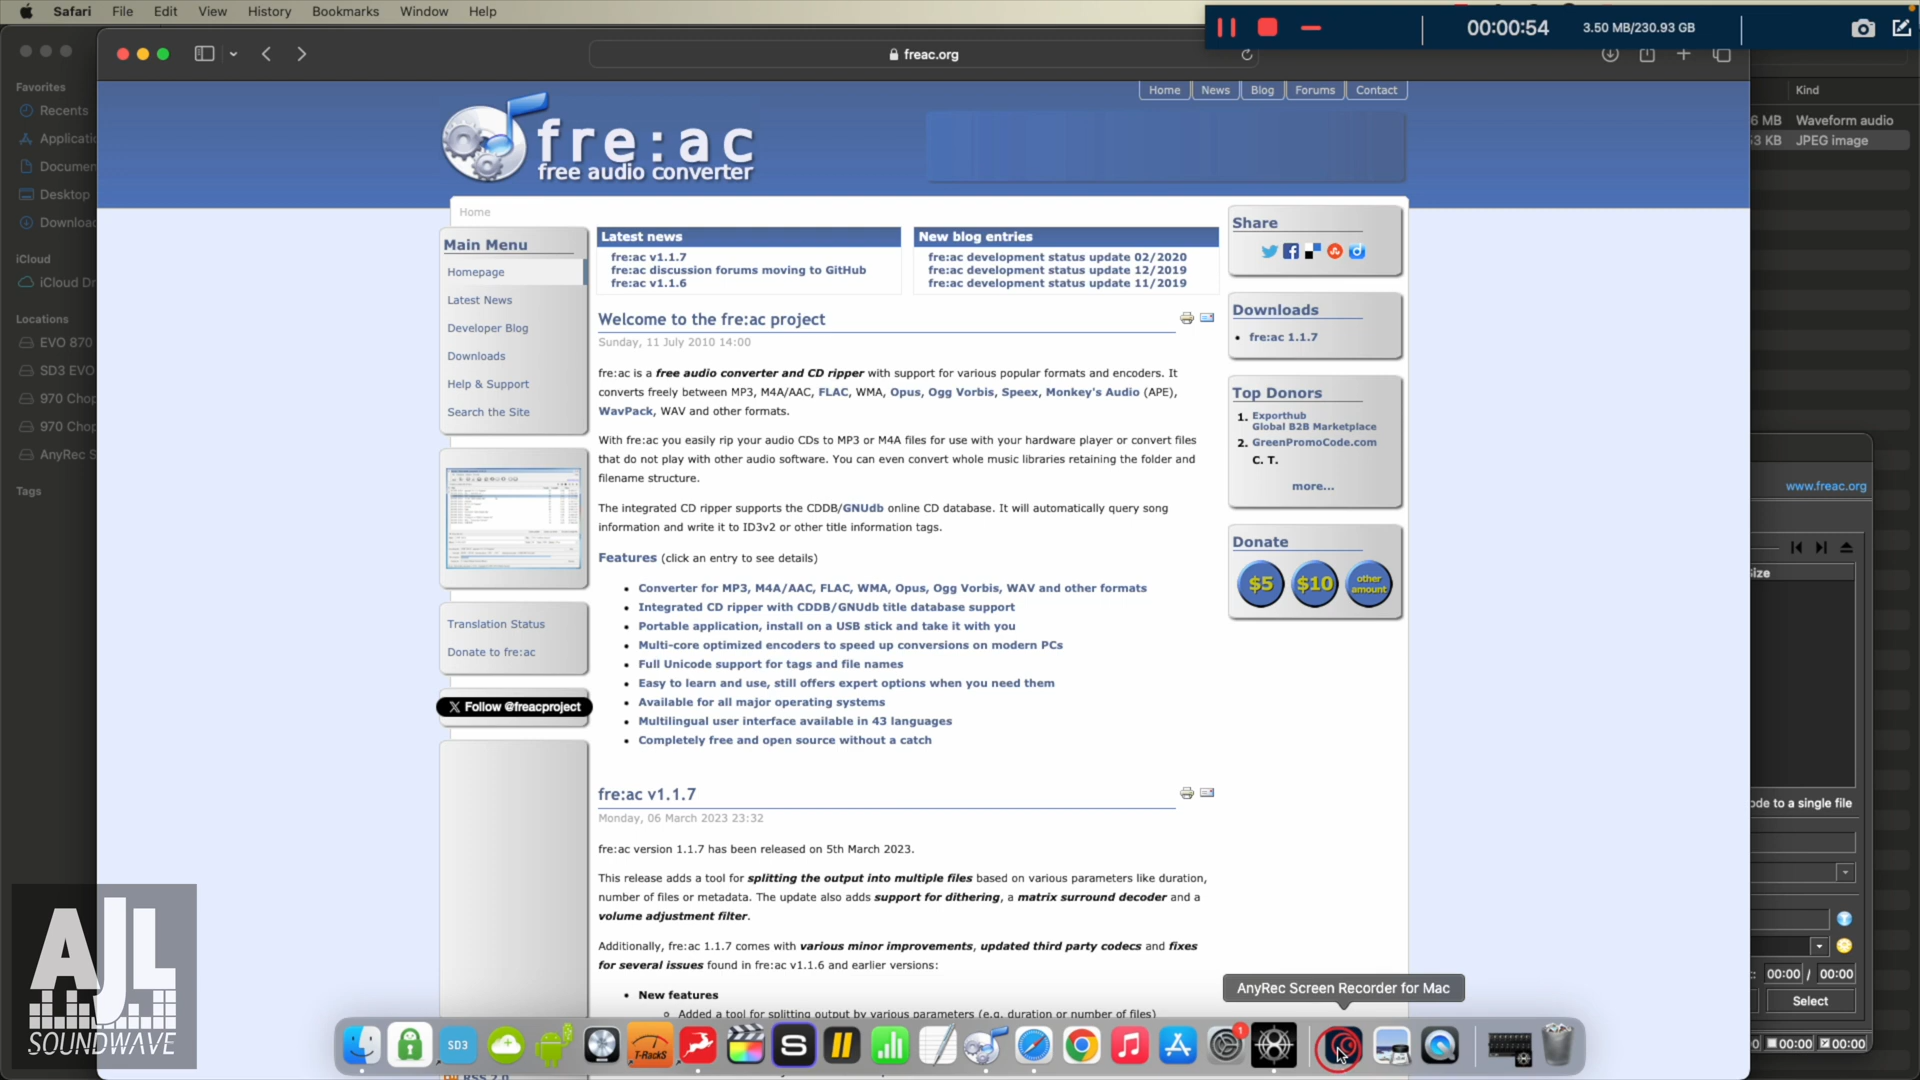 Safari File Edit View History Bookmarks Window Help
00:00:54 3.50 MB/230.93 GB
freac.org
Favorites
Recents
Desktop
iCloud
Locations
EVO 870
SD3 EVO
AnyRec S
Tags
Home News Blog Forums Contact
fre:ac
free audio converter
Home
Main Menu
Homepage
Latest News
Developer Blog
Downloads
Help & Support
Search the Site
Translation Status
Donate to fre:ac
Follow @freacproject
Latest news
fre:ac v1.1.7
fre:ac discussion forums moving to GitHub
fre:ac v1.1.6
New blog entries
fre:ac development status update 02/2020
fre:ac development status update 12/2019
fre:ac development status update 11/2019
Welcome to the fre:ac project
Sunday, 11 July 2010 14:00
fre:ac is a free audio converter and CD ripper with support for various popular formats and encoders. It
converts freely between MP3, M4A/AAC, FLAC, WMA, Opus, Ogg Vorbis, Speex, Monkey's Audio (APE),
WavPack, WAV and other formats.
With fre:ac you easily rip your audio CDs to MP3 or M4A files for use with your hardware player or convert files
that do not play with other audio software. You can even convert whole music libraries retaining the folder and
filename structure.
The integrated CD ripper supports the CDDB/GNUdb online CD database. It will automatically query song
information and write it to ID3v2 or other title information tags.
Features (click an entry to see details)
Converter for MP3, M4A/AAC, FLAC, WMA, Opus, Ogg Vorbis, WAV and other formats
Integrated CD ripper with CDDB/GNUdb title database support
Portable application, install on a USB stick and take it with you
Multi-core optimized encoders to speed up conversions on modern PCs
Full Unicode support for tags and file names
Easy to learn and use, still offers expert options when you need them
Available for all major operating systems
Multilingual user interface available in 43 languages
Completely free and open source without a catch
fre:ac v1.1.7
Monday, 06 March 2023 23:32
fre:ac version 1.1.7 has been released on 5th March 2023.
This release adds a tool for splitting the output into multiple files based on various parameters like duration,
number of files or metadata. The update also adds support for dithering, a matrix surround decoder and a
volume adjustment filter.
Additionally, fre:ac 1.1.7 comes with various minor improvements, updated third party codecs and fixes
for several issues found in fre:ac v1.1.6 and earlier versions:
New features
Added a tool for splitting output by various parameters (e.g. duration or number of files)
Share
Downloads
fre:ac 1.1.7
Top Donors
1. Exporthub
Global B2B Marketplace
2. GreenPromoCode.com
C. T.
more...
Donate
$5 $10 other
amount
Kind
6 MB Waveform audio
3 KB JPEG image
www.freac.org
ode to a single file
00:00 / 00:00
Select
00:00 00:00
AnyRec Screen Recorder for Mac
SD3
T-RackS
1
AJL
SOUNDWAVE